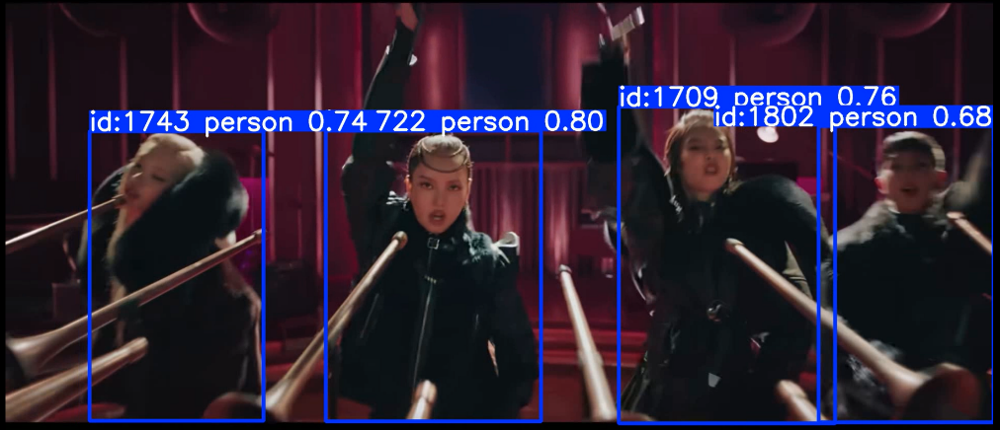 id:1709 person 0.76
id:1743 person 0.74
722 person 0.80
id:1802 person 0.68